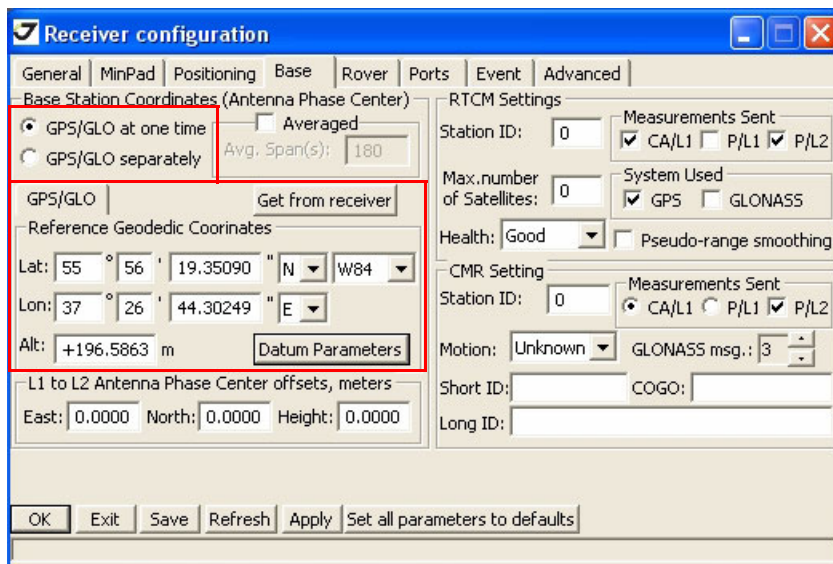 Receiver configuration
General MinPad Positioning Base Rover Ports Event Advanced
Base Station Coordinates (Antenna Phase Center)
GPS/GLO at one time
GPS/GLO separately
Averaged
Avg. Span(s): 180
GPS/GLO
Get from receiver
Reference Geodedic Coorinates
Lat: 55 ° 56 ' 19.35090 " N W84
Lon: 37 ° 26 ' 44.30249 " E
Alt: +196.5863 m Datum Parameters
L1 to L2 Antenna Phase Center offsets, meters
East: 0.0000 North: 0.0000 Height: 0.0000
RTCM Settings
Station ID: 0
Measurements Sent
CA/L1 P/L1 P/L2
Max.number
of Satellites: 0
System Used
GPS GLONASS
Health: Good Pseudo-range smoothing
CMR Setting
Station ID: 0
Measurements Sent
CA/L1 P/L1 P/L2
Motion: Unknown GLONASS msg.: 3
Short ID: COGO:
Long ID:
OK Exit Save Refresh Apply Set all parameters to defaults